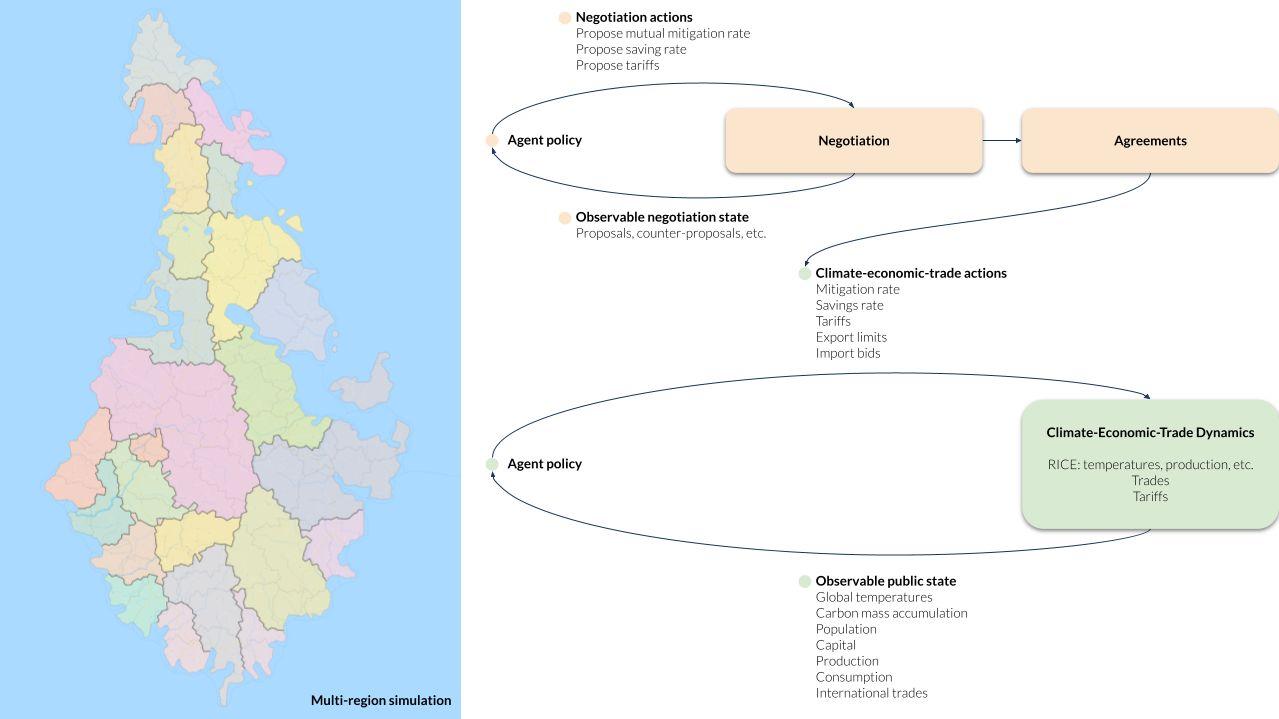 Negotiation actions
Propose mutual mitigation rate
Propose saving rate
Propose tariffs
Agent policy
Negotiation
Agreements
Observable negotiation state
Proposals, counter-proposals, etc.
Climate-economic-trade actions
Mitigation rate
Savings rate
Tariffs
Export limits
Import bids
Agent policy
Climate-Economic-Trade Dynamics
RICE: temperatures, production, etc.
Trades
Tariffs
Observable public state
Global temperatures
Carbon mass accumulation
Population
Capital
Production
Consumption
International trades
Multi-region simulation